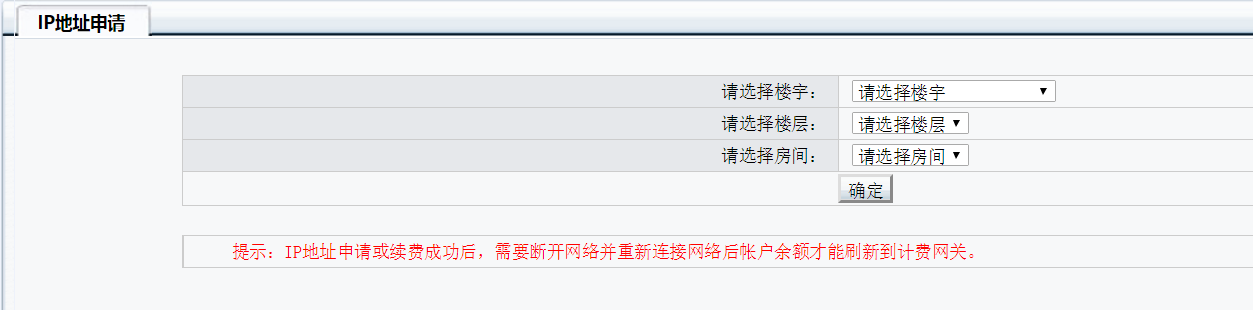 IP地址申请
请选择楼宇： 请选择楼宇
请选择楼层： 请选择楼层
请选择房间： 请选择房间
确定
提示：IP地址申请或续费成功后，需要断开网络并重新连接网络后帐户余额才能刷新到计费网关。